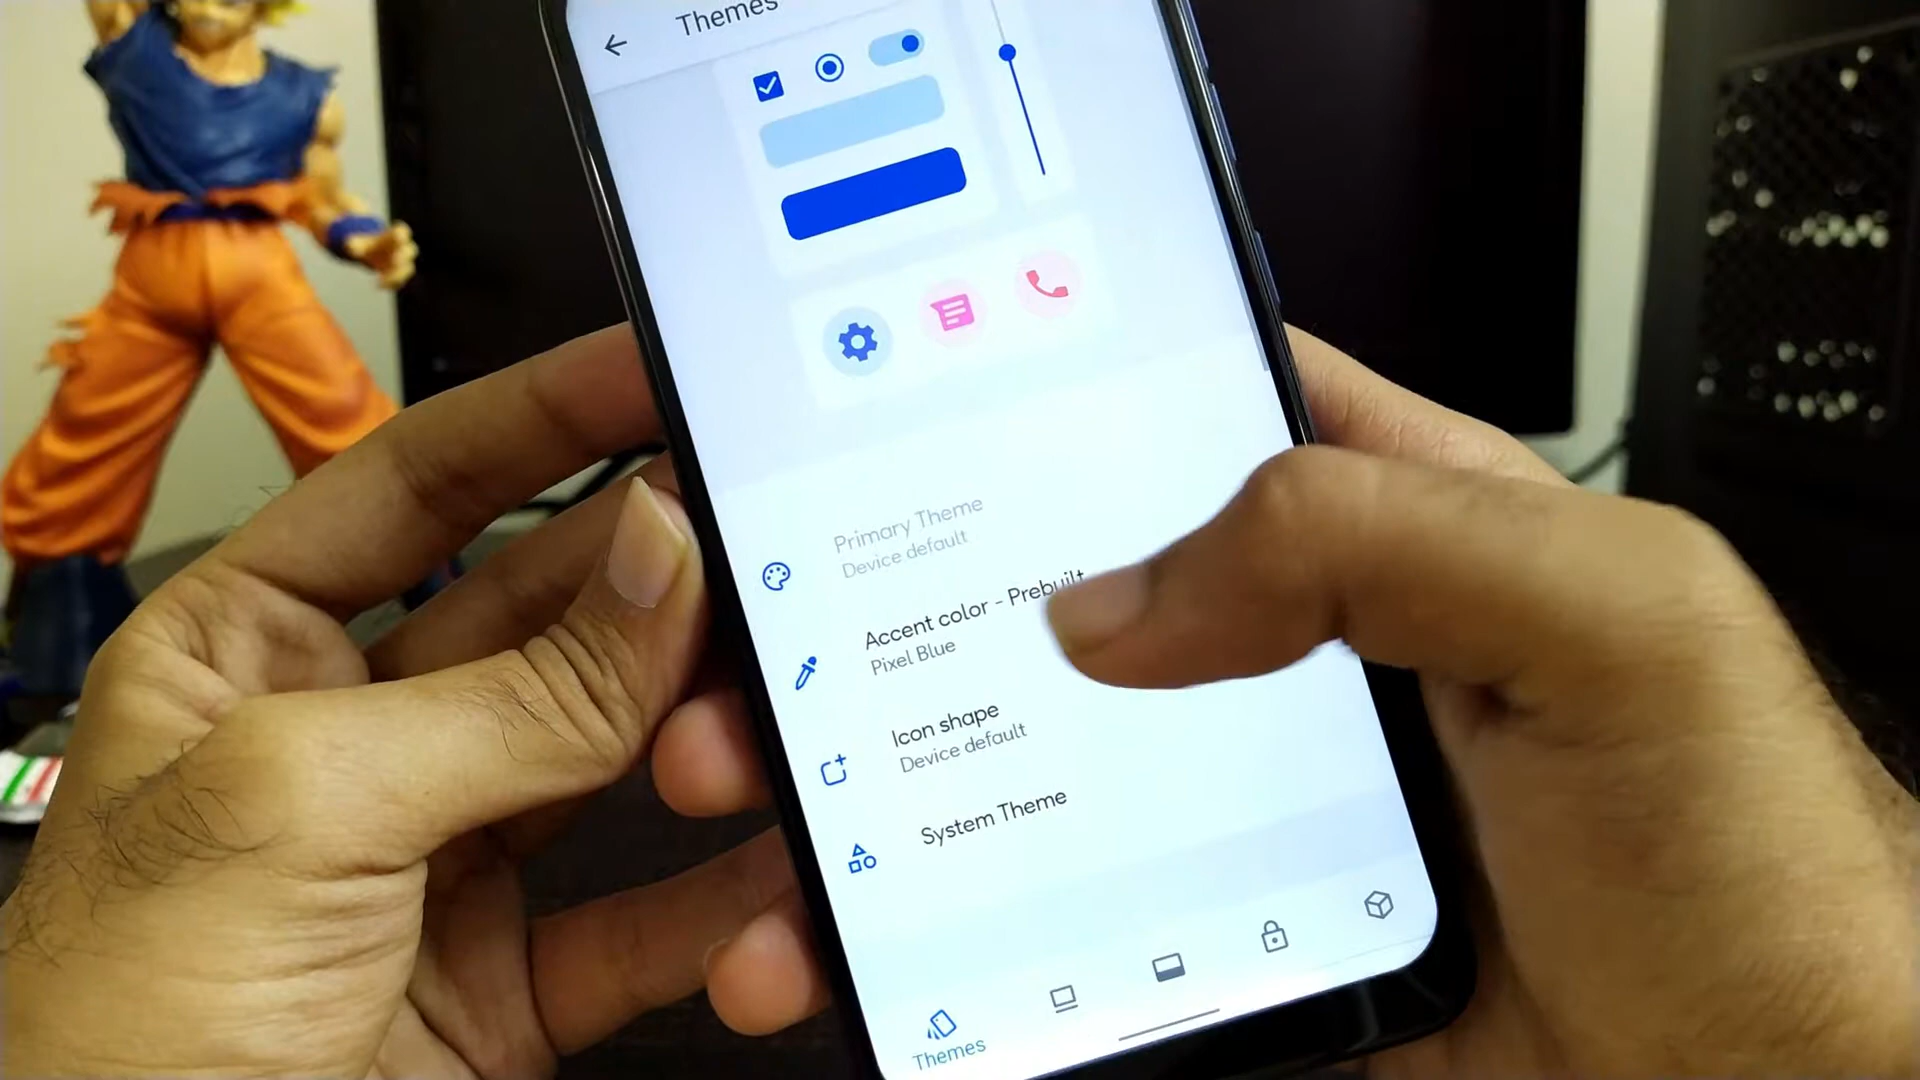 Themes
Primary Theme
Device default
Accent color - Prebuilt
Pixel Blue
Icon shape
Device default
System Theme
Themes